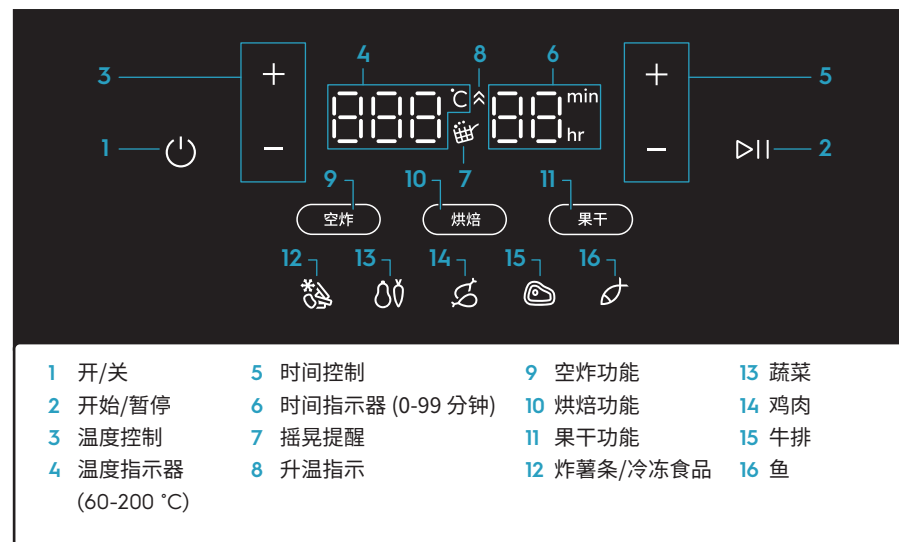 4 8 6
3 + 888 °C min + 5
1 − 88 hr − 2
9 10 7 11
空炸 烘焙 果干
12 13 14 15 16
1 开/关
2 开始/暂停
3 温度控制
4 温度指示器
(60-200 °C)
5 时间控制
6 时间指示器 (0-99 分钟)
7 摇晃提醒
8 升温指示
9 空炸功能
10 烘焙功能
11 果干功能
12 炸薯条/冷冻食品
13 蔬菜
14 鸡肉
15 牛排
16 鱼